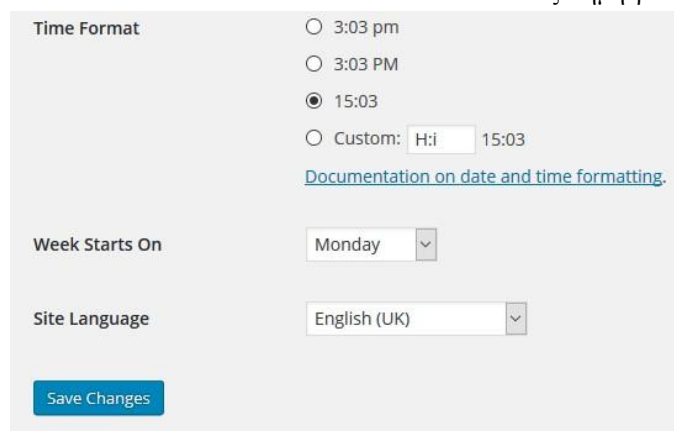 Time Format
3:03 pm
3:03 PM
15:03
Custom: H:i 15:03
Documentation on date and time formatting.
Week Starts On Monday
Site Language English (UK)
Save Changes